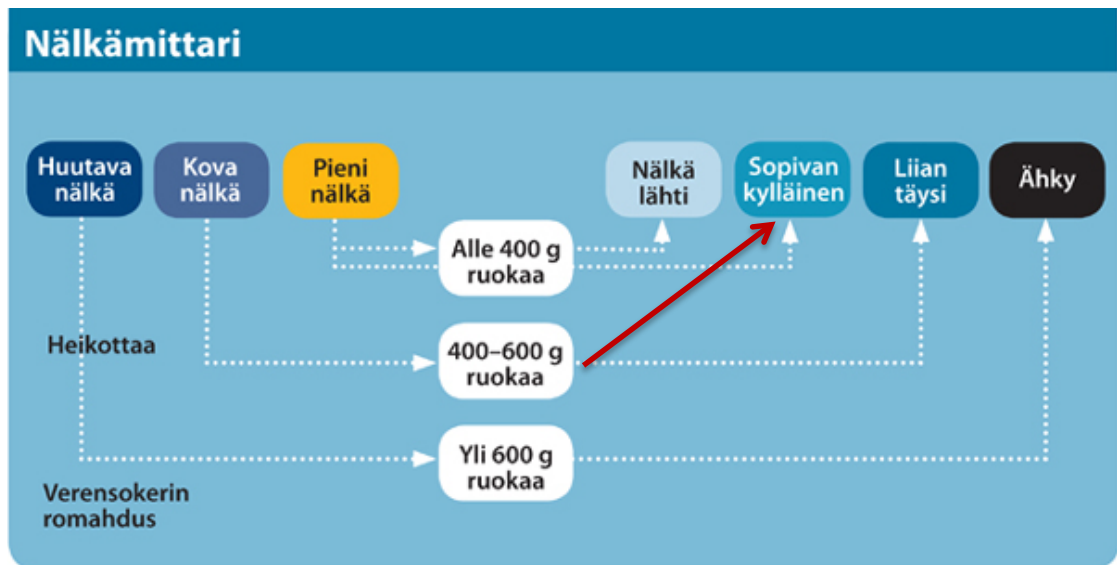 Nälkämittari
Huutava
nälkä
Kova
nälkä
Pieni
nälkä
Nälkä
lähti
Sopivan
kylläinen
Liian
täysi
Ähky
Alle 400 g
ruokaa
Heikottaa
400–600 g
ruokaa
Yli 600 g
ruokaa
Verensokerin
romahdus